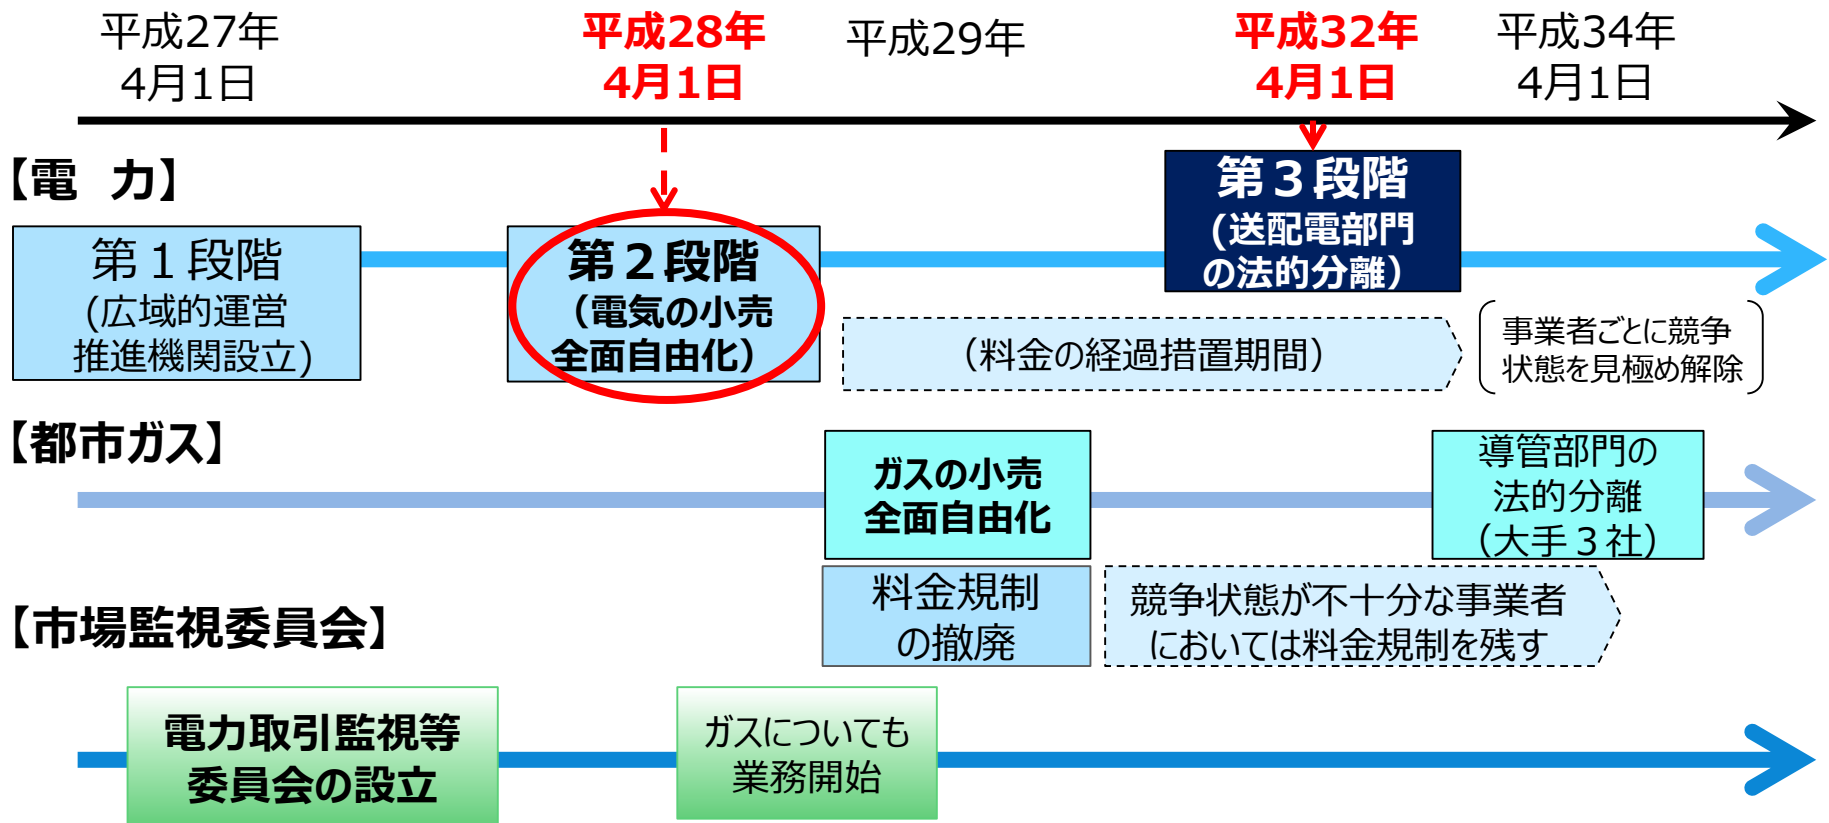 平成27年
4月1日
平成28年
4月1日
平成29年
平成32年
4月1日
平成34年
4月1日
【電 力】
第１段階
(広域的運営
推進機関設立)
第２段階
（電気の小売
全面自由化）
第３段階
(送配電部門
の法的分離）
（料金の経過措置期間）
事業者ごとに競争
状態を見極め解除
【都市ガス】
ガスの小売
全面自由化
導管部門の
法的分離
（大手３社）
料金規制
の撤廃
競争状態が不十分な事業者
においては料金規制を残す
【市場監視委員会】
電力取引監視等
委員会の設立
ガスについても
業務開始